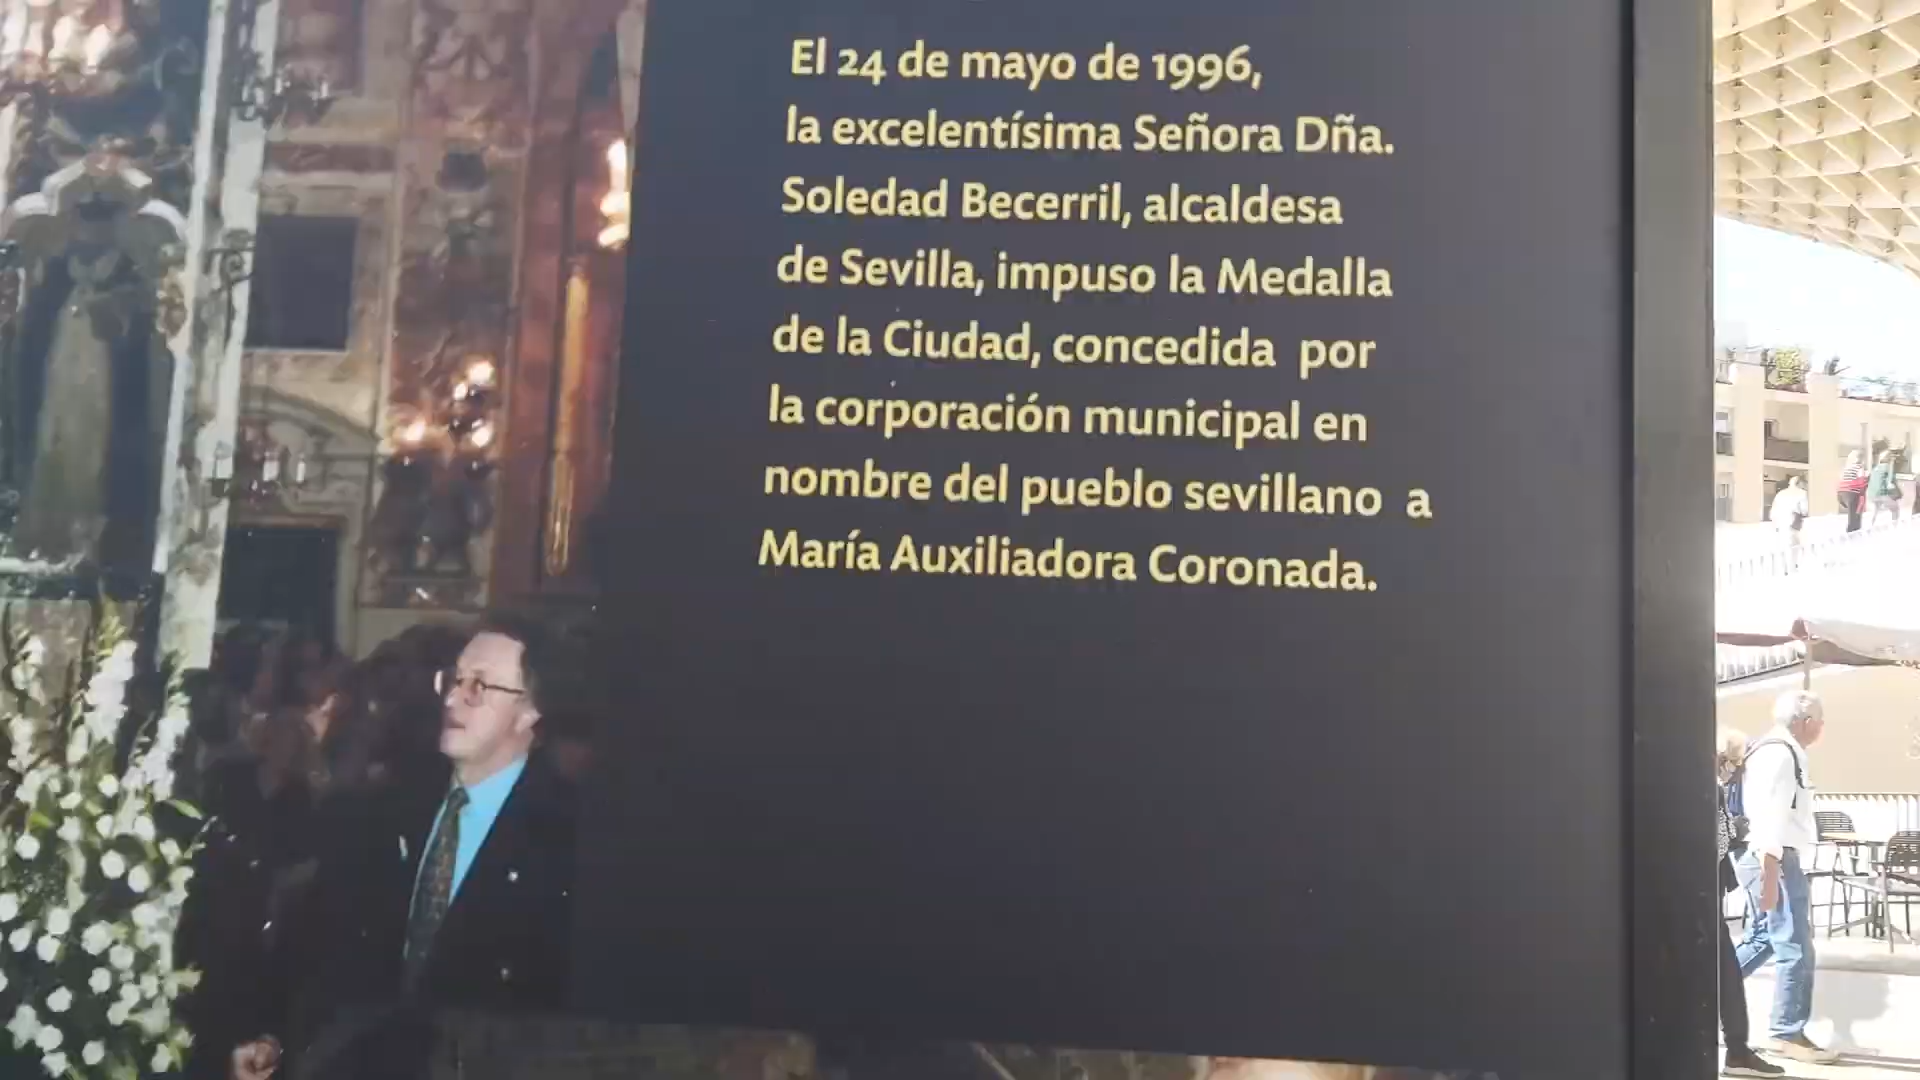 El 24 de mayo de 1996,
la excelentísima Señora Dña.
Soledad Becerril, alcaldesa
de Sevilla, impuso la Medalla
de la Ciudad, concedida por
la corporación municipal en
nombre del pueblo sevillano a
María Auxiliadora Coronada.